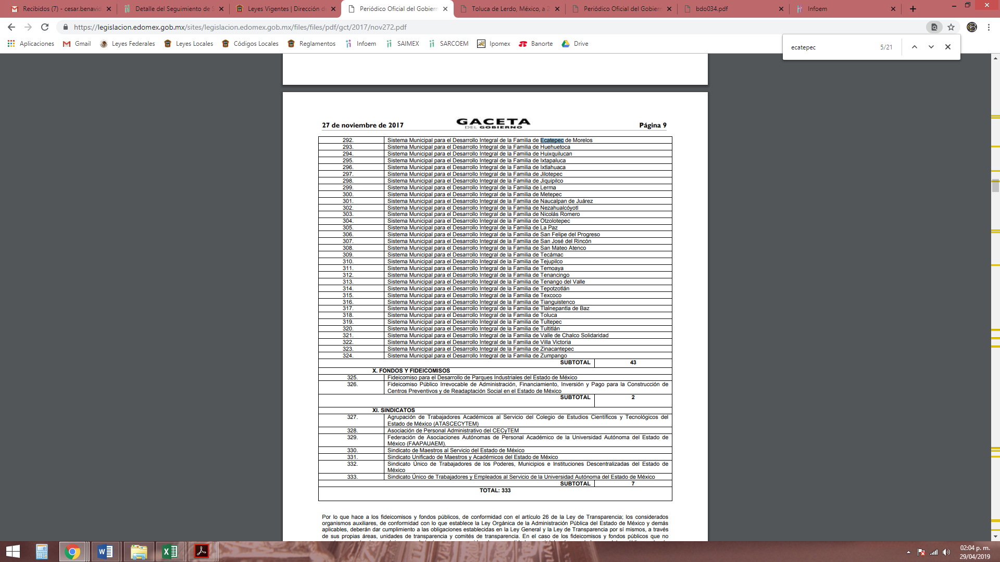 Recibidos (7) - cesar.benavid
Detalle del Seguimiento de S
Leyes Vigentes | Dirección d
Periódico Oficial del Gobiern
Toluca de Lerdo, México, a 2
Periódico Oficial del Gobiern
bdo034.pdf
Infoem
https://legislacion.edomex.gob.mx/sites/legislacion.edomex.gob.mx/files/files/pdf/gct/2017/nov272.pdf
Aplicaciones Gmail Leyes Federales Leyes Locales Códigos Locales Reglamentos Infoem SAIMEX SARCOEM Ipomex Banorte Drive
ecatepec 5/21
27 de noviembre de 2017 GACETA DEL GOBIERNO Página 9
292. Sistema Municipal para el Desarrollo Integral de la Familia de Ecatepec de Morelos
293. Sistema Municipal para el Desarrollo Integral de la Familia de Huehuetoca
294. Sistema Municipal para el Desarrollo Integral de la Familia de Huixquilucan
295. Sistema Municipal para el Desarrollo Integral de la Familia de Ixtapaluca
296. Sistema Municipal para el Desarrollo Integral de la Familia de Ixtlahuaca
297. Sistema Municipal para el Desarrollo Integral de la Familia de Jilotepec
298. Sistema Municipal para el Desarrollo Integral de la Familia de Jiquipilco
299. Sistema Municipal para el Desarrollo Integral de la Familia de Lerma
300. Sistema Municipal para el Desarrollo Integral de la Familia de Metepec
301. Sistema Municipal para el Desarrollo Integral de la Familia de Naucalpan de Juárez
302. Sistema Municipal para el Desarrollo Integral de la Familia de Nezahualcóyotl
303. Sistema Municipal para el Desarrollo Integral de la Familia de Nicolás Romero
304. Sistema Municipal para el Desarrollo Integral de la Familia de Otzolotepec
305. Sistema Municipal para el Desarrollo Integral de la Familia de La Paz
306. Sistema Municipal para el Desarrollo Integral de la Familia de San Felipe del Progreso
307. Sistema Municipal para el Desarrollo Integral de la Familia de San José del Rincón
308. Sistema Municipal para el Desarrollo Integral de la Familia de San Mateo Atenco
309. Sistema Municipal para el Desarrollo Integral de la Familia de Tecámac
310. Sistema Municipal para el Desarrollo Integral de la Familia de Tejupilco
311. Sistema Municipal para el Desarrollo Integral de la Familia de Temoaya
312. Sistema Municipal para el Desarrollo Integral de la Familia de Tenancingo
313. Sistema Municipal para el Desarrollo Integral de la Familia de Tenango del Valle
314. Sistema Municipal para el Desarrollo Integral de la Familia de Tepotzotlán
315. Sistema Municipal para el Desarrollo Integral de la Familia de Texcoco
316. Sistema Municipal para el Desarrollo Integral de la Familia de Tianguistenco
317. Sistema Municipal para el Desarrollo Integral de la Familia de Tlalnepantla de Baz
318. Sistema Municipal para el Desarrollo Integral de la Familia de Toluca
319. Sistema Municipal para el Desarrollo Integral de la Familia de Tultepec
320. Sistema Municipal para el Desarrollo Integral de la Familia de Tultitlán
321. Sistema Municipal para el Desarrollo Integral de la Familia de Valle de Chalco Solidaridad
322. Sistema Municipal para el Desarrollo Integral de la Familia de Villa Victoria
323. Sistema Municipal para el Desarrollo Integral de la Familia de Zinacantepec
324. Sistema Municipal para el Desarrollo Integral de la Familia de Zumpango
SUBTOTAL 43
X. FONDOS Y FIDEICOMISOS
325. Fideicomiso para el Desarrollo de Parques Industriales del Estado de México
326. Fideicomiso Público Irrevocable de Administración, Financiamiento, Inversión y Pago para la Construcción de
Centros Preventivos y de Readaptación Social en el Estado de México
SUBTOTAL 2
XI. SINDICATOS
327. Agrupación de Trabajadores Académicos al Servicio del Colegio de Estudios Científicos y Tecnológicos del
Estado de México (ATASCECYTEM)
328. Asociación de Personal Administrativo del CECyTEM
329. Federación de Asociaciones Autónomas de Personal Académico de la Universidad Autónoma del Estado de
México (FAAPAUAEM).
330. Sindicato de Maestros al Servicio del Estado de México
331. Sindicato Unificado de Maestros y Académicos del Estado de México
332. Sindicato Único de Trabajadores de los Poderes, Municipios e Instituciones Descentralizadas del Estado de
México
333. Sindicato Único de Trabajadores y Empleados al Servicio de la Universidad Autónoma del Estado de México
SUBTOTAL 7
TOTAL: 333
Por lo que hace a los fideicomisos y fondos públicos, de conformidad con el artículo 26 de la Ley de Transparencia; los considerados
organismos auxiliares, de conformidad con lo que establece la Ley Orgánica de la Administración Pública del Estado de México y demás
aplicables, deberán dar cumplimiento a las obligaciones establecidas en la Ley General y la Ley de Transparencia por sí mismos, a través
de sus propias áreas, unidades de transparencia y comités de transparencia. En el caso de los fideicomisos y fondos públicos que no
02:04 p. m.
29/04/2019